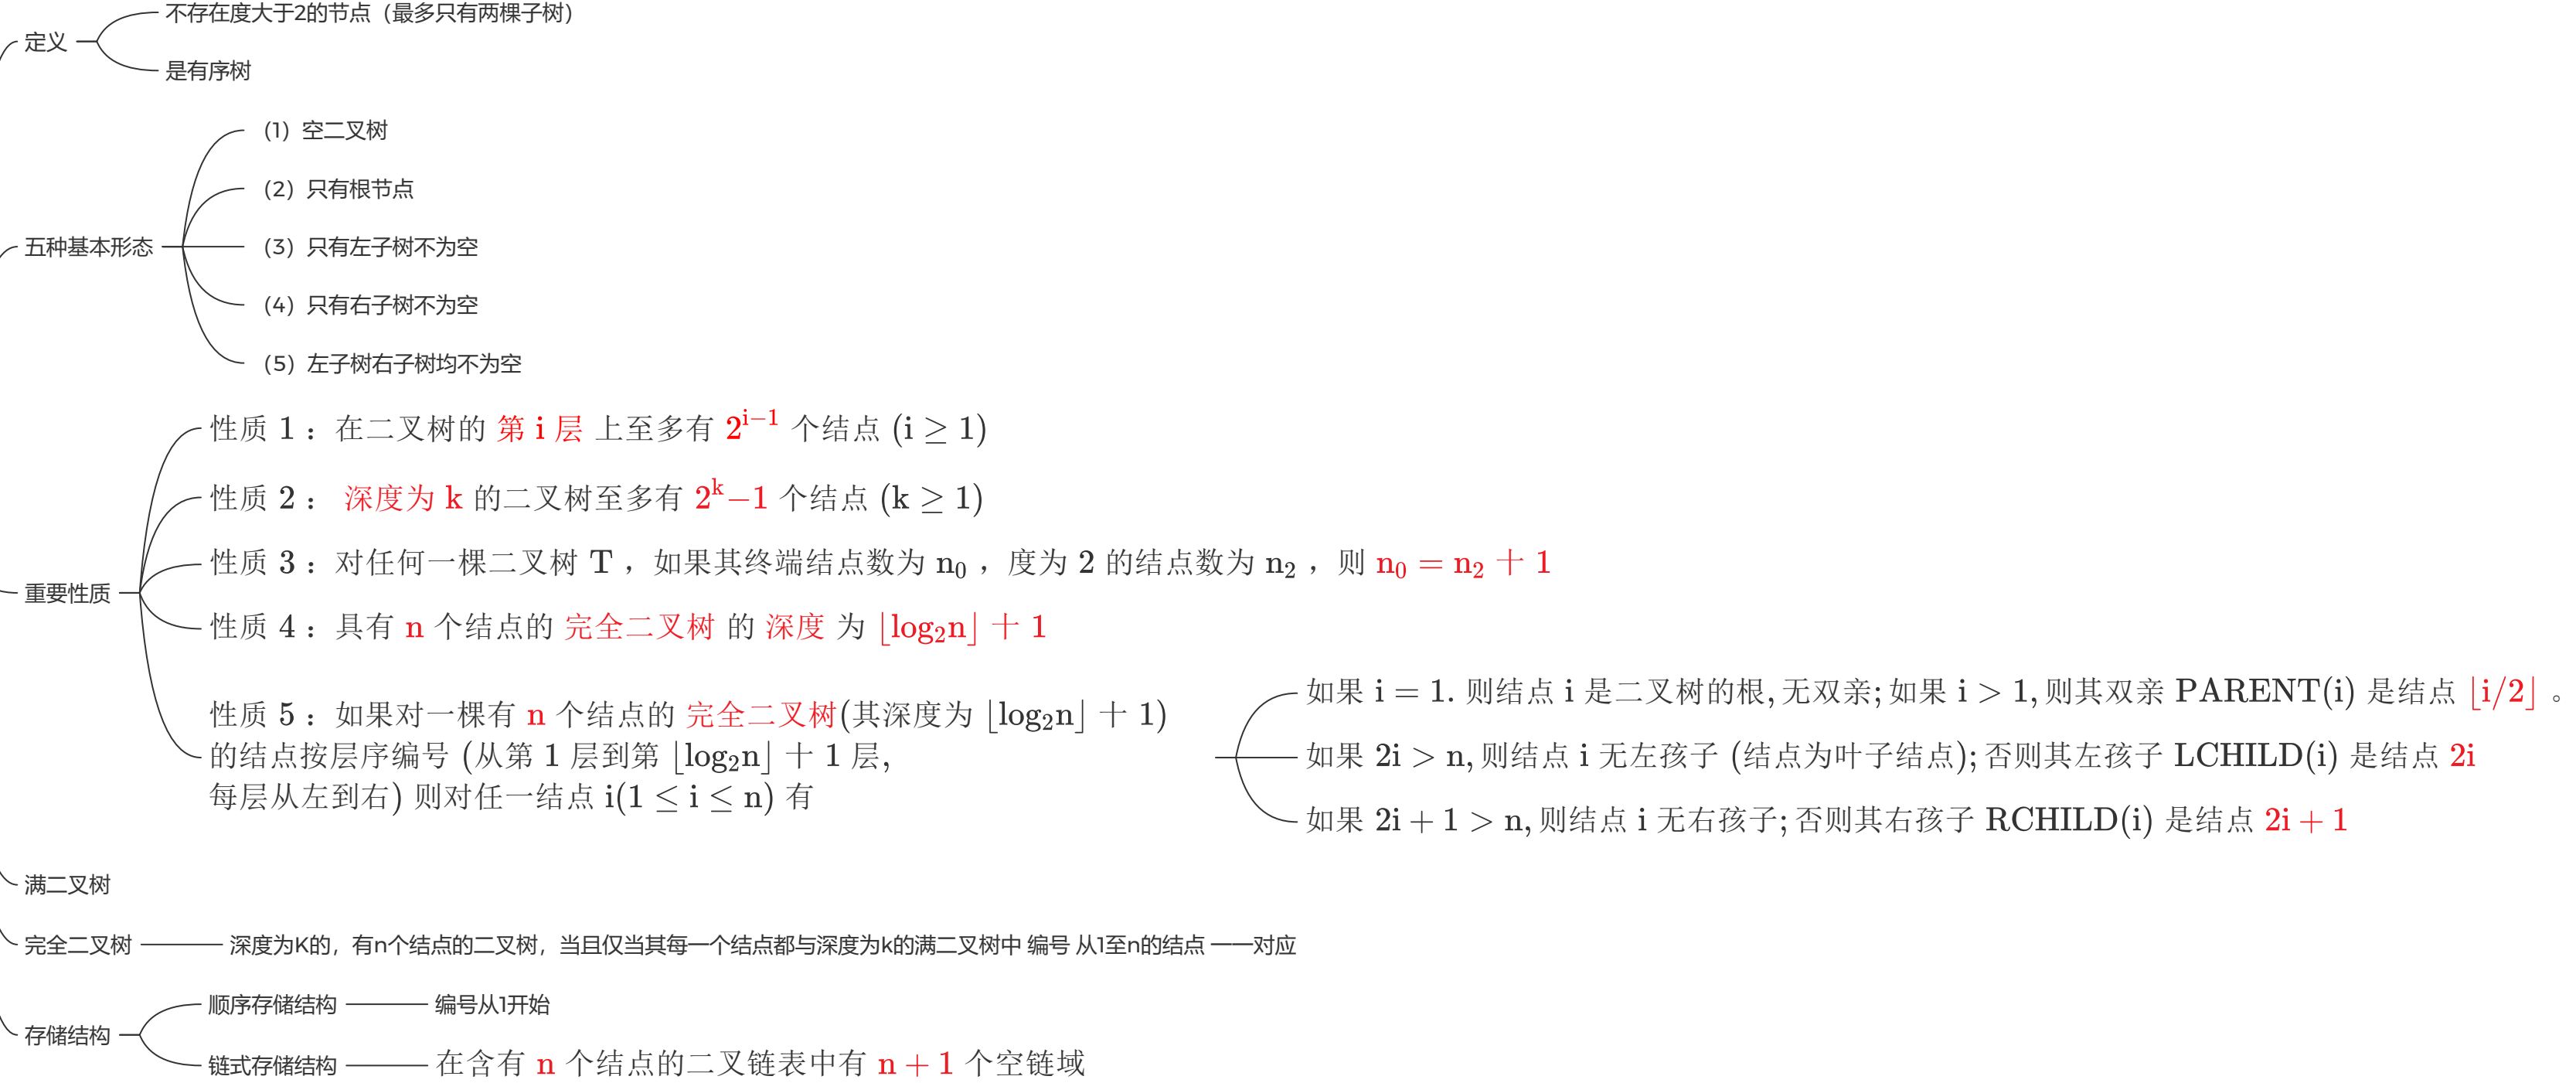 定义
不存在度大于2的节点（最多只有两棵子树）
是有序树
五种基本形态
（1）空二叉树
（2）只有根节点
（3）只有左子树不为空
（4）只有右子树不为空
（5）左子树右子树均不为空
重要性质
性质 1 : 在二叉树的 第 i 层 上至多有 2^{i−1} 个结点 (i ≥ 1)
性质 2 : 深度为 k 的二叉树至多有 2^k−1 个结点 (k ≥ 1)
性质 3 : 对任何一棵二叉树 T ，如果其终端结点数为 n₀ ，度为 2 的结点数为 n₂ ，则 n₀ = n₂ 十 1
性质 4 : 具有 n 个结点的 完全二叉树 的 深度 为 ⌊log₂n⌋ 十 1
性质 5 : 如果对一棵有 n 个结点的 完全二叉树(其深度为 ⌊log₂n⌋ 十 1)
的结点按层序编号 (从第 1 层到第 ⌊log₂n⌋ 十 1 层,
每层从左到右) 则对任一结点 i(1 ≤ i ≤ n) 有
如果 i = 1. 则结点 i 是二叉树的根, 无双亲; 如果 i > 1, 则其双亲 PARENT(i) 是结点 ⌊i/2⌋ 。
如果 2i > n, 则结点 i 无左孩子 (结点为叶子结点); 否则其左孩子 LCHILD(i) 是结点 2i
如果 2i + 1 > n, 则结点 i 无右孩子; 否则其右孩子 RCHILD(i) 是结点 2i + 1
满二叉树
完全二叉树
深度为K的，有n个结点的二叉树，当且仅当其每一个结点都与深度为k的满二叉树中 编号 从1至n的结点 一一对应
存储结构
顺序存储结构
编号从1开始
链式存储结构
在含有 n 个结点的二叉链表中有 n + 1 个空链域